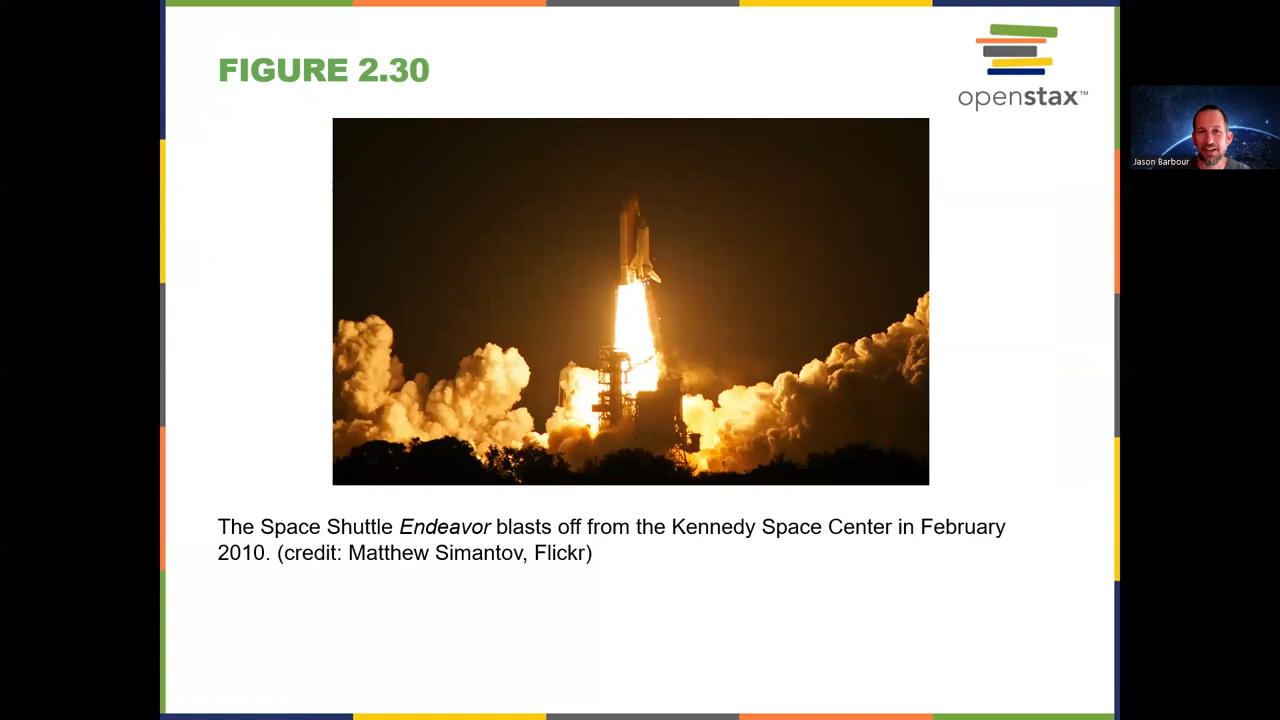 FIGURE 2.30
openstax™
Jason Barbour
The Space Shuttle Endeavor blasts off from the Kennedy Space Center in February
2010. (credit: Matthew Simantov, Flickr)